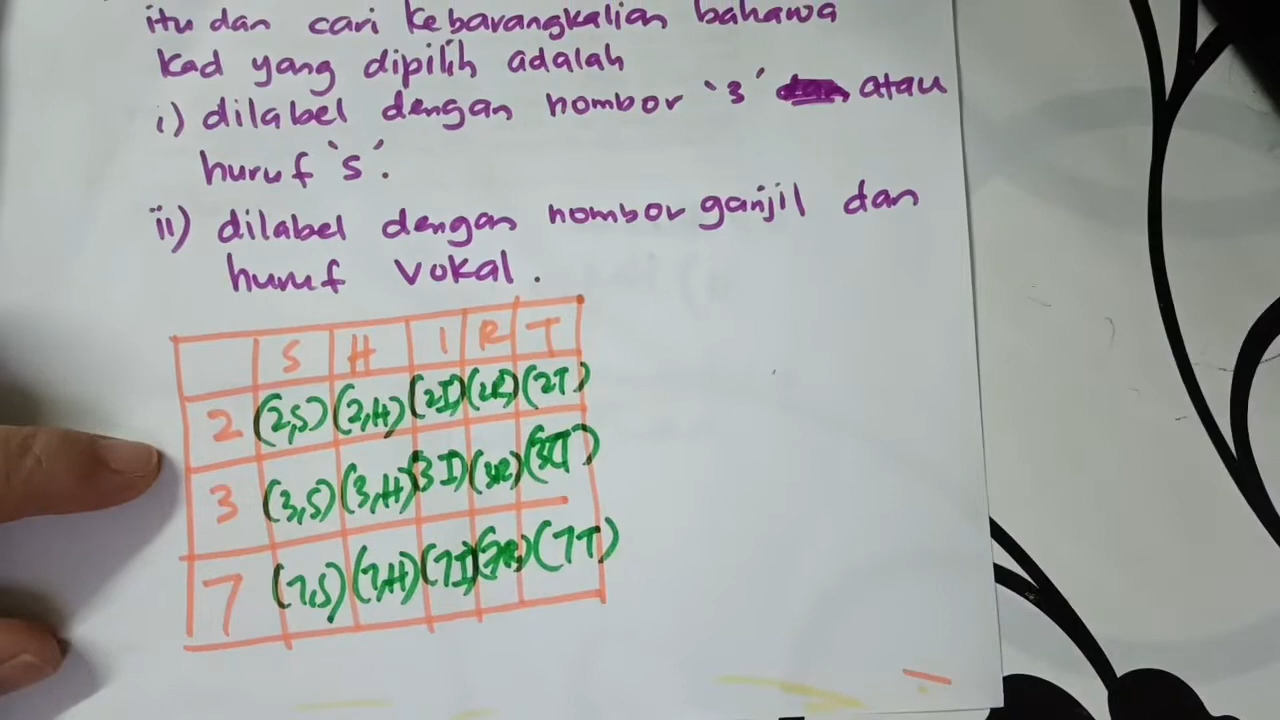 itu dan cari kebarangkalian bahawa
kad yang dipilih adalah
i) dilabel dengan nombor '3' atau
huruf 's'.
ii) dilabel dengan nombor ganjil dan
huruf vokal.
S H I R T
2 (2,S) (2,H) (2I) (2R) (2T)
3 (3,S) (3,H) (3I) (3R) (3T)
7 (7,S) (7,H) (7I) (7R) (7T)